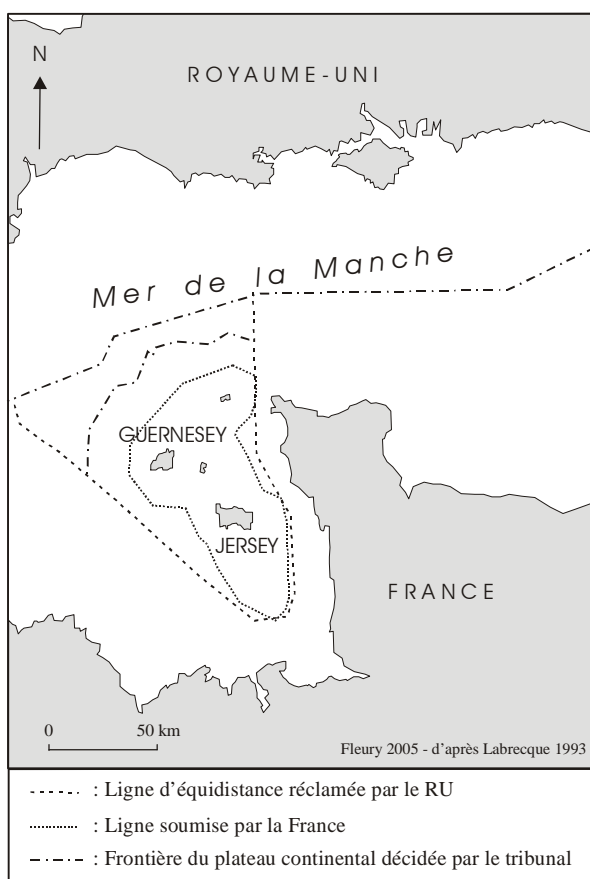 N
ROYAUME-UNI
Mer de la Manche
GUERNESEY
JERSEY
FRANCE
0 50 km
Fleury 2005 - d'après Labrecque 1993
: Ligne d'équidistance réclamée par le RU
: Ligne soumise par la France
: Frontière du plateau continental décidée par le tribunal